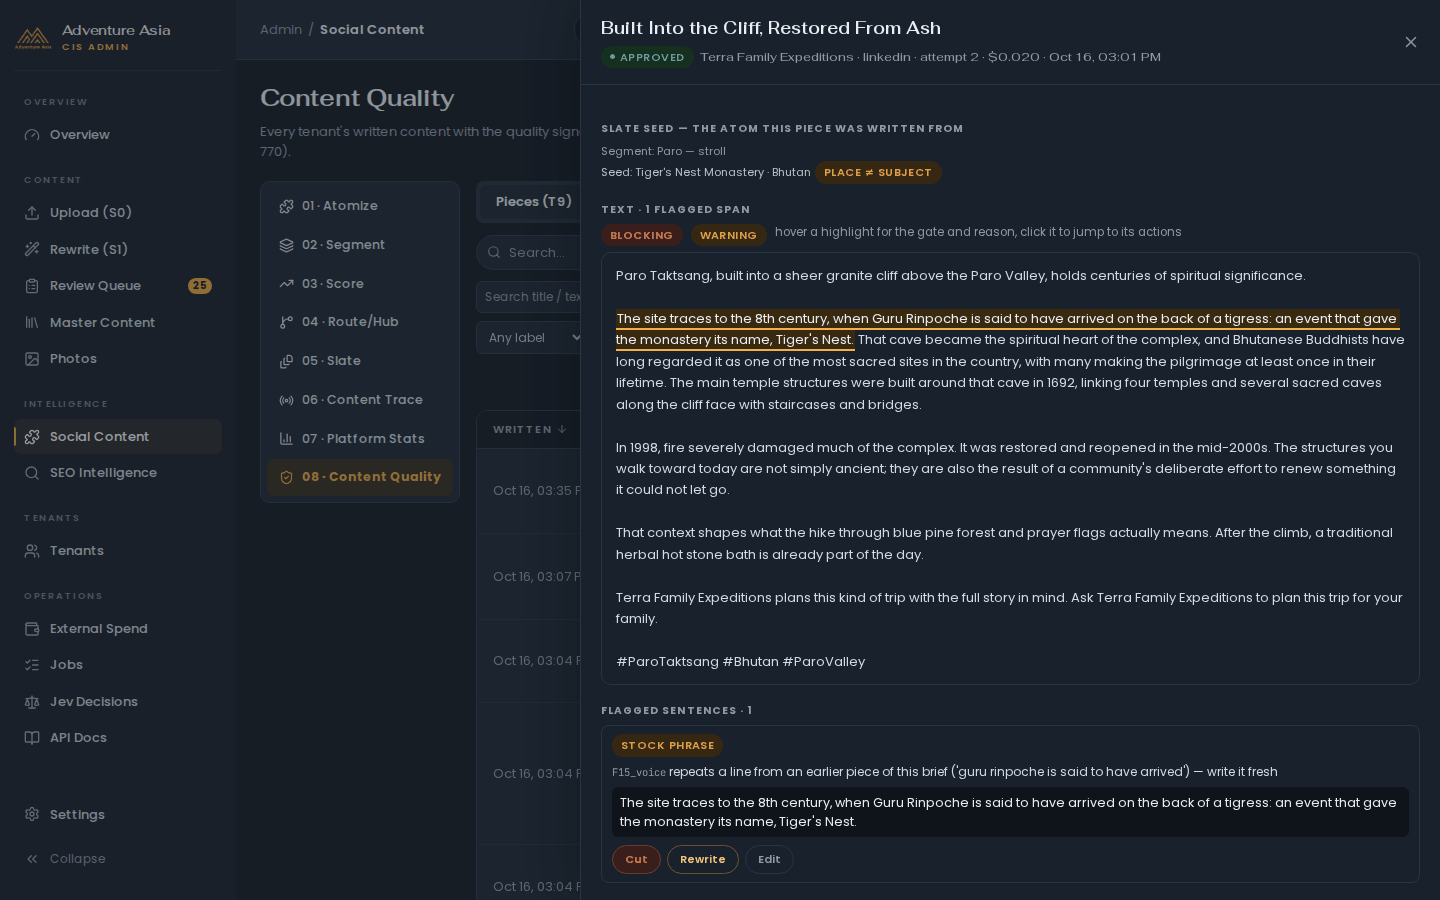 Adventure Asia
CIS ADMIN
Adventure Asia
OVERVIEW
Overview
CONTENT
Upload (S0)
Rewrite (S1)
Review Queue
25
Master Content
Photos
INTELLIGENCE
Social Content
SEO Intelligence
TENANTS
Tenants
OPERATIONS
External Spend
Jobs
Jev Decisions
API Docs
Settings
Collapse
Admin / Social Content
Content Quality
Every tenant's written content with the quality sign
770).
01 · Atomize
02 · Segment
03 · Score
04 · Route/Hub
05 · Slate
06 · Content Trace
07 · Platform Stats
08 · Content Quality
Pieces (T9)
Search...
Search title / tex
Any label
WRITTEN ↓
Oct 16, 03:35 P
Oct 16, 03:07 P
Oct 16, 03:04 P
Oct 16, 03:04 P
Oct 16, 03:04 P
Built Into the Cliff, Restored From Ash
APPROVED
Terra Family Expeditions · linkedin · attempt 2 · $0.020 · Oct 16, 03:01 PM
SLATE SEED — THE ATOM THIS PIECE WAS WRITTEN FROM
Segment: Paro — stroll
Seed: Tiger's Nest Monastery · Bhutan PLACE ≠ SUBJECT
TEXT · 1 FLAGGED SPAN
BLOCKING WARNING hover a highlight for the gate and reason, click it to jump to its actions
Paro Taktsang, built into a sheer granite cliff above the Paro Valley, holds centuries of spiritual significance.
The site traces to the 8th century, when Guru Rinpoche is said to have arrived on the back of a tigress: an event that gave
the monastery its name, Tiger's Nest. That cave became the spiritual heart of the complex, and Bhutanese Buddhists have
long regarded it as one of the most sacred sites in the country, with many making the pilgrimage at least once in their
lifetime. The main temple structures were built around that cave in 1692, linking four temples and several sacred caves
along the cliff face with staircases and bridges.
In 1998, fire severely damaged much of the complex. It was restored and reopened in the mid-2000s. The structures you
walk toward today are not simply ancient; they are also the result of a community's deliberate effort to renew something
it could not let go.
That context shapes what the hike through blue pine forest and prayer flags actually means. After the climb, a traditional
herbal hot stone bath is already part of the day.
Terra Family Expeditions plans this kind of trip with the full story in mind. Ask Terra Family Expeditions to plan this trip for your
family.
#ParoTaktsang #Bhutan #ParoValley
FLAGGED SENTENCES · 1
STOCK PHRASE
F15_voice repeats a line from an earlier piece of this brief ('guru rinpoche is said to have arrived') — write it fresh
The site traces to the 8th century, when Guru Rinpoche is said to have arrived on the back of a tigress: an event that gave
the monastery its name, Tiger's Nest.
Cut Rewrite Edit